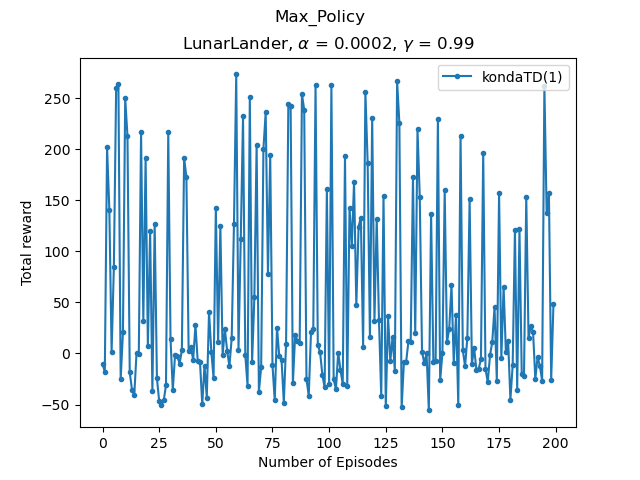 Max_Policy
LunarLander, α = 0.0002, γ = 0.99
kondaTD(1)
Total reward
250
200
150
100
50
0
−50
0 25 50 75 100 125 150 175 200
Number of Episodes